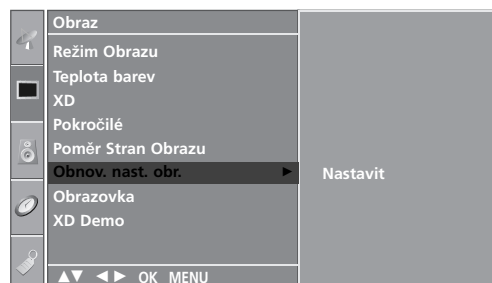 Obraz
Režim Obrazu
Teplota barev
XD
Pokročilé
Poměr Stran Obrazu
Obnov. nast. obr. ► Nastavit
Obrazovka
XD Demo
▲▼ ◄► OK MENU